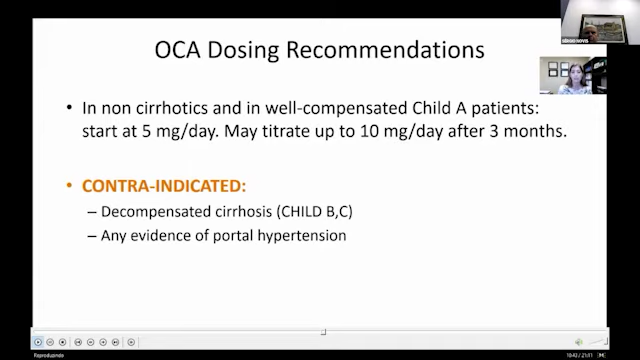 OCA Dosing Recommendations
• In non cirrhotics and in well-compensated Child A patients:
start at 5 mg/day. May titrate up to 10 mg/day after 3 months.
• CONTRA-INDICATED:
– Decompensated cirrhosis (CHILD B,C)
– Any evidence of portal hypertension
Reproduzindo